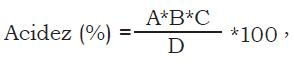 Acidez (%) = A*B*C / D *100 ,